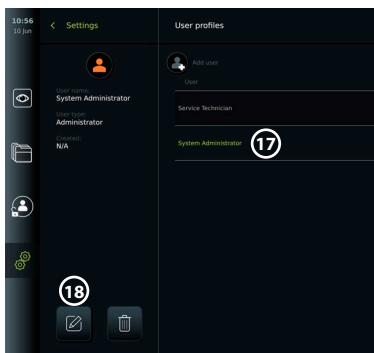 10:56
10 Jun
Settings
User profiles
Add user
User
User name:
System Administrator
User type:
Administrator
Created:
N/A
Service Technician
System Administrator
17
18